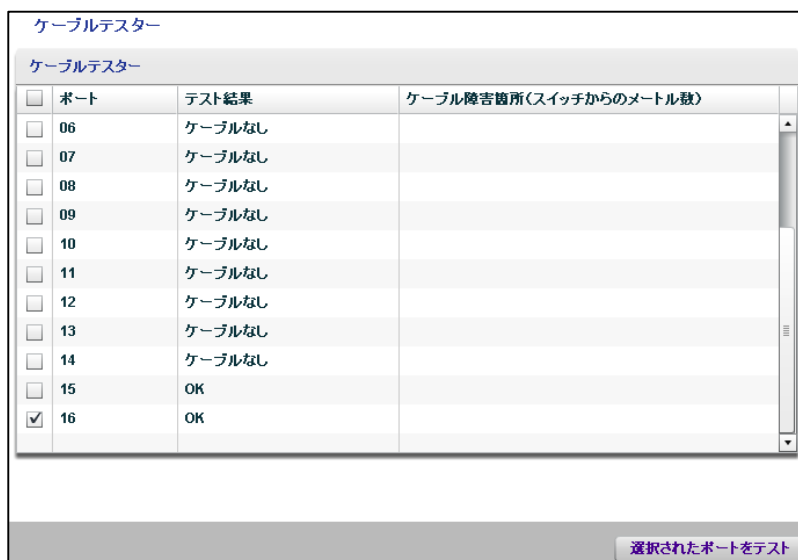 ケーブルテスター
ケーブルテスター
ポート テスト結果 ケーブル障害箇所(スイッチからのメートル数)
06 ケーブルなし
07 ケーブルなし
08 ケーブルなし
09 ケーブルなし
10 ケーブルなし
11 ケーブルなし
12 ケーブルなし
13 ケーブルなし
14 ケーブルなし
15 OK
16 OK
選択されたポートをテスト